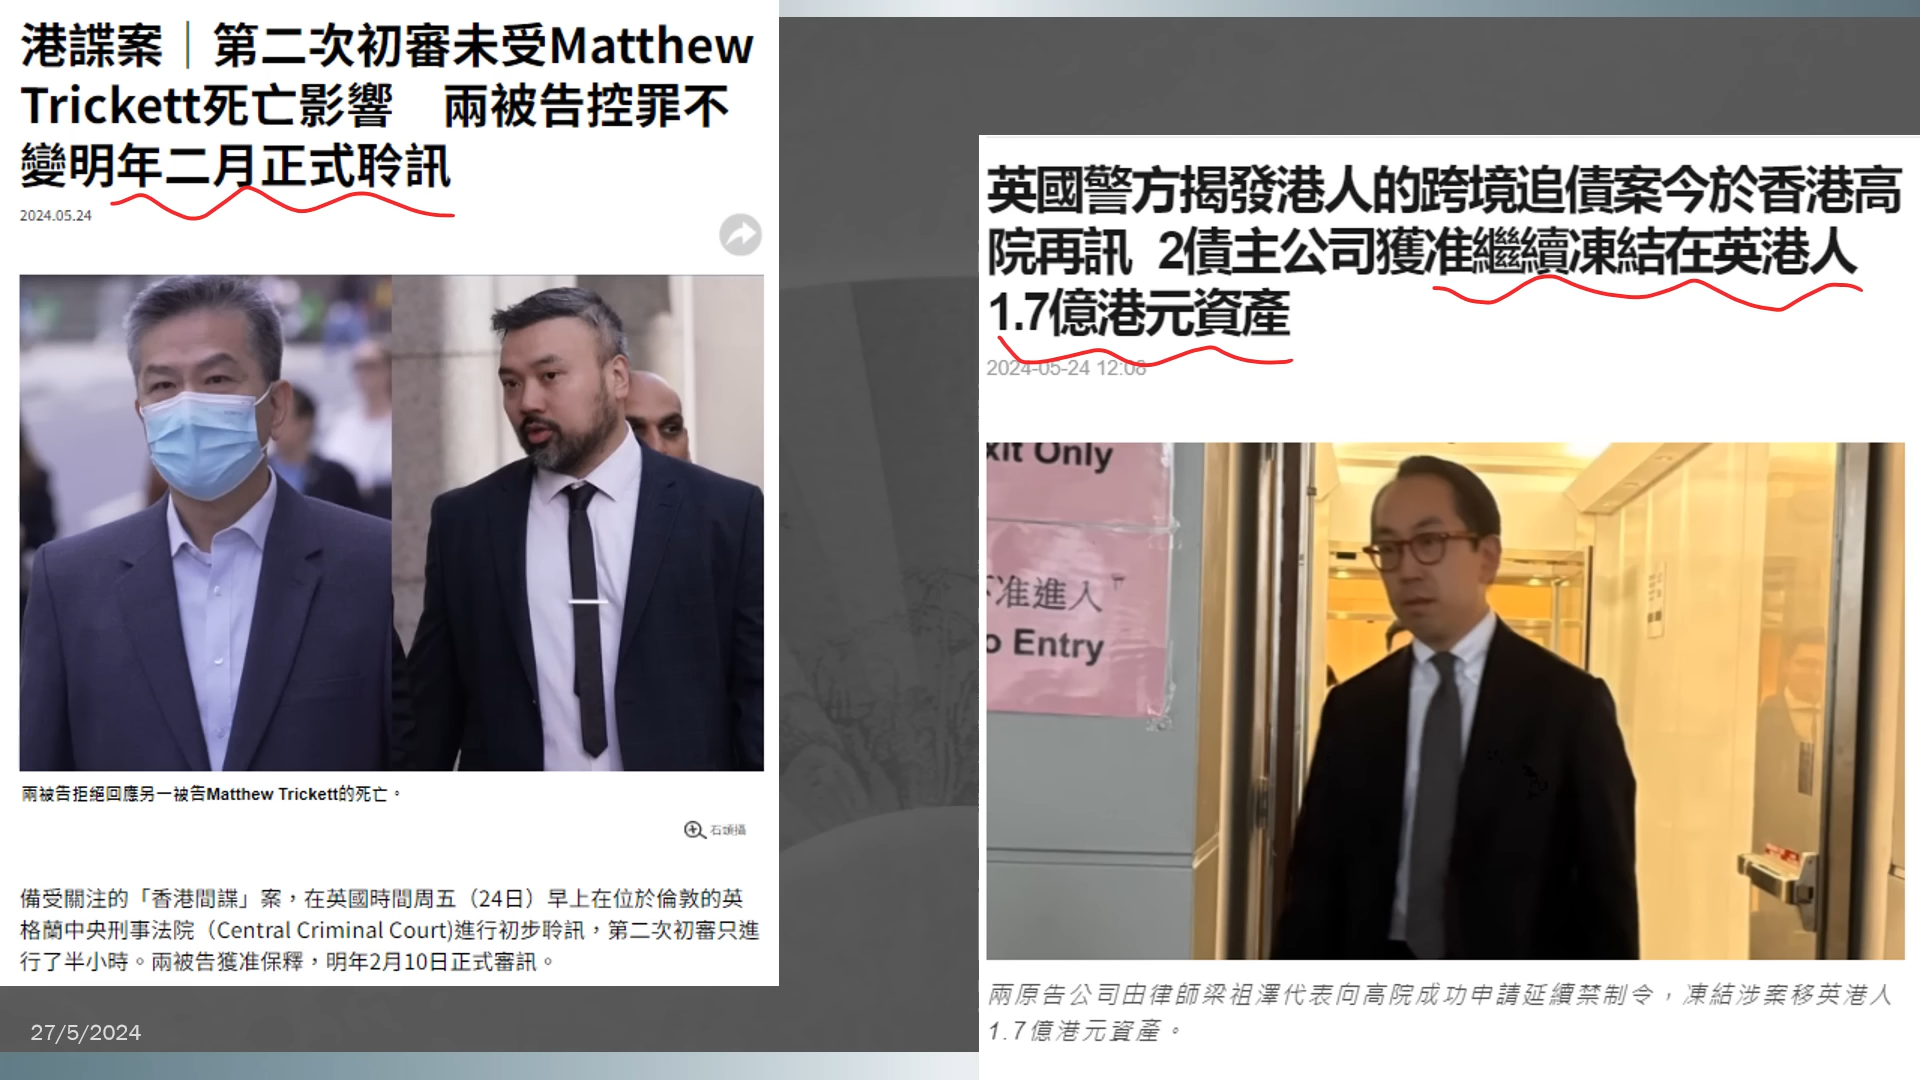 港諜案｜第二次初審未受Matthew
Trickett死亡影響　兩被告控罪不
變明年二月正式聆訊
2024.05.24
兩被告拒絕回應另一被告Matthew Trickett的死亡。
石頭攝
備受關注的「香港間諜」案，在英國時間周五（24日）早上在位於倫敦的英
格蘭中央刑事法院（Central Criminal Court)進行初步聆訊，第二次初審只進
行了半小時。兩被告獲准保釋，明年2月10日正式審訊。
27/5/2024
英國警方揭發港人的跨境追債案今於香港高
院再訊 2債主公司獲准繼續凍結在英港人
1.7億港元資產
2024-05-24 12:08
xit Only
不准進入
o Entry
兩原告公司由律師梁祖澤代表向高院成功申請延續禁制令，凍結涉案移英港人
1.7億港元資產。